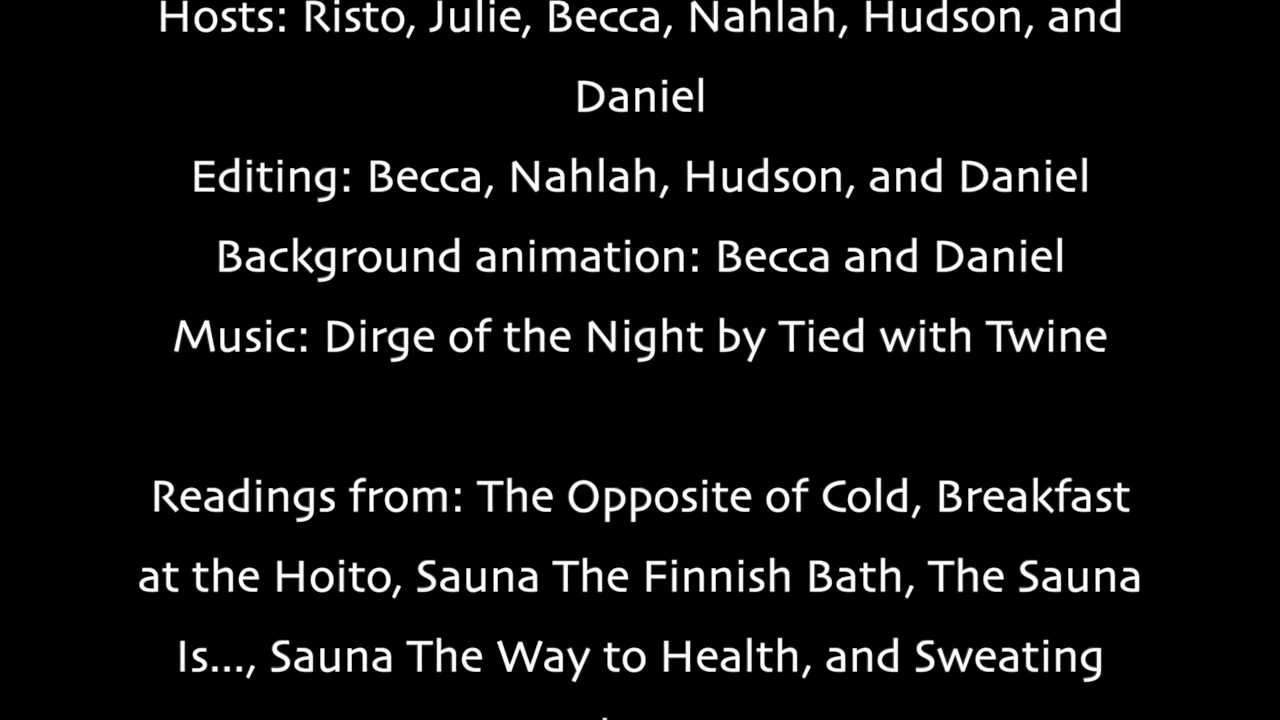 Hosts: Risto, Julie, Becca, Nahlah, Hudson, and
Daniel
Editing: Becca, Nahlah, Hudson, and Daniel
Background animation: Becca and Daniel
Music: Dirge of the Night by Tied with Twine
Readings from: The Opposite of Cold, Breakfast
at the Hoito, Sauna The Finnish Bath, The Sauna
Is..., Sauna The Way to Health, and Sweating